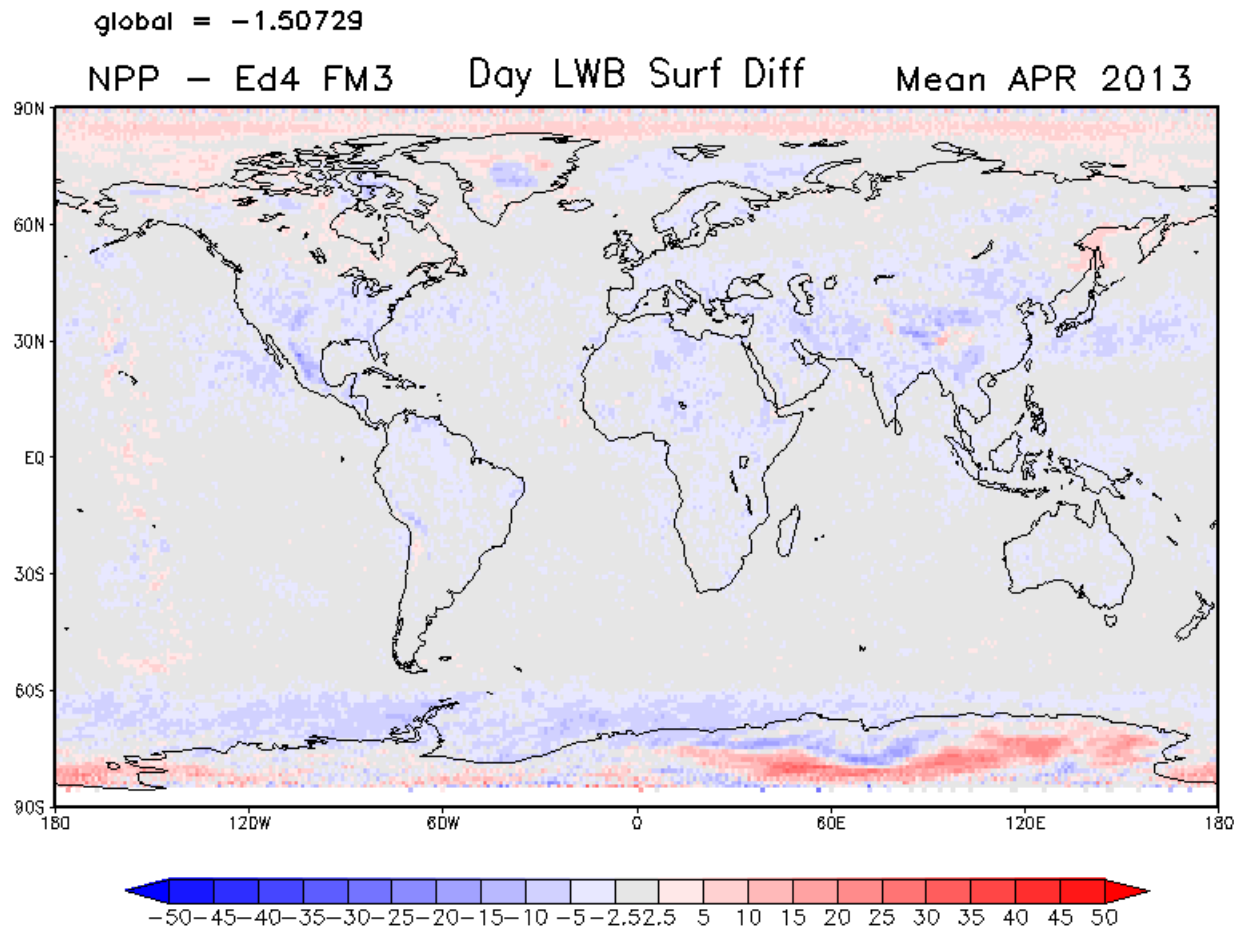 global = −1.50729
NPP − Ed4 FM3 Day LWB Surf Diff Mean APR 2013
90N
60N
30N
EQ
30S
60S
90S
180 120W 60W 0 60E 120E 180
−50 −45 −40 −35 −30 −25 −20 −15 −10 −5 −2.5 2.5 5 10 15 20 25 30 35 40 45 50